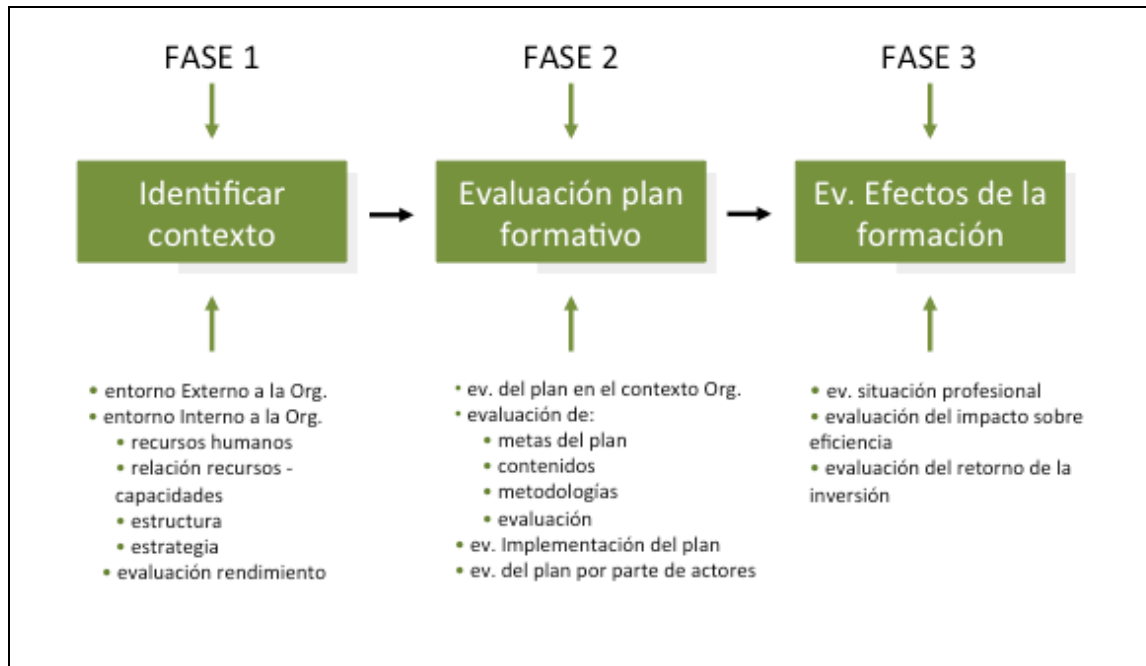 FASE 1
Identificar
contexto
• entorno Externo a la Org.
• entorno Interno a la Org.
• recursos humanos
• relación recursos -
capacidades
• estructura
• estrategia
• evaluación rendimiento
FASE 2
Evaluación plan
formativo
• ev. del plan en el contexto Org.
• evaluación de:
• metas del plan
• contenidos
• metodologías
• evaluación
• ev. Implementación del plan
• ev. del plan por parte de actores
FASE 3
Ev. Efectos de la
formación
• ev. situación profesional
• evaluación del impacto sobre
eficiencia
• evaluación del retorno de la
inversión